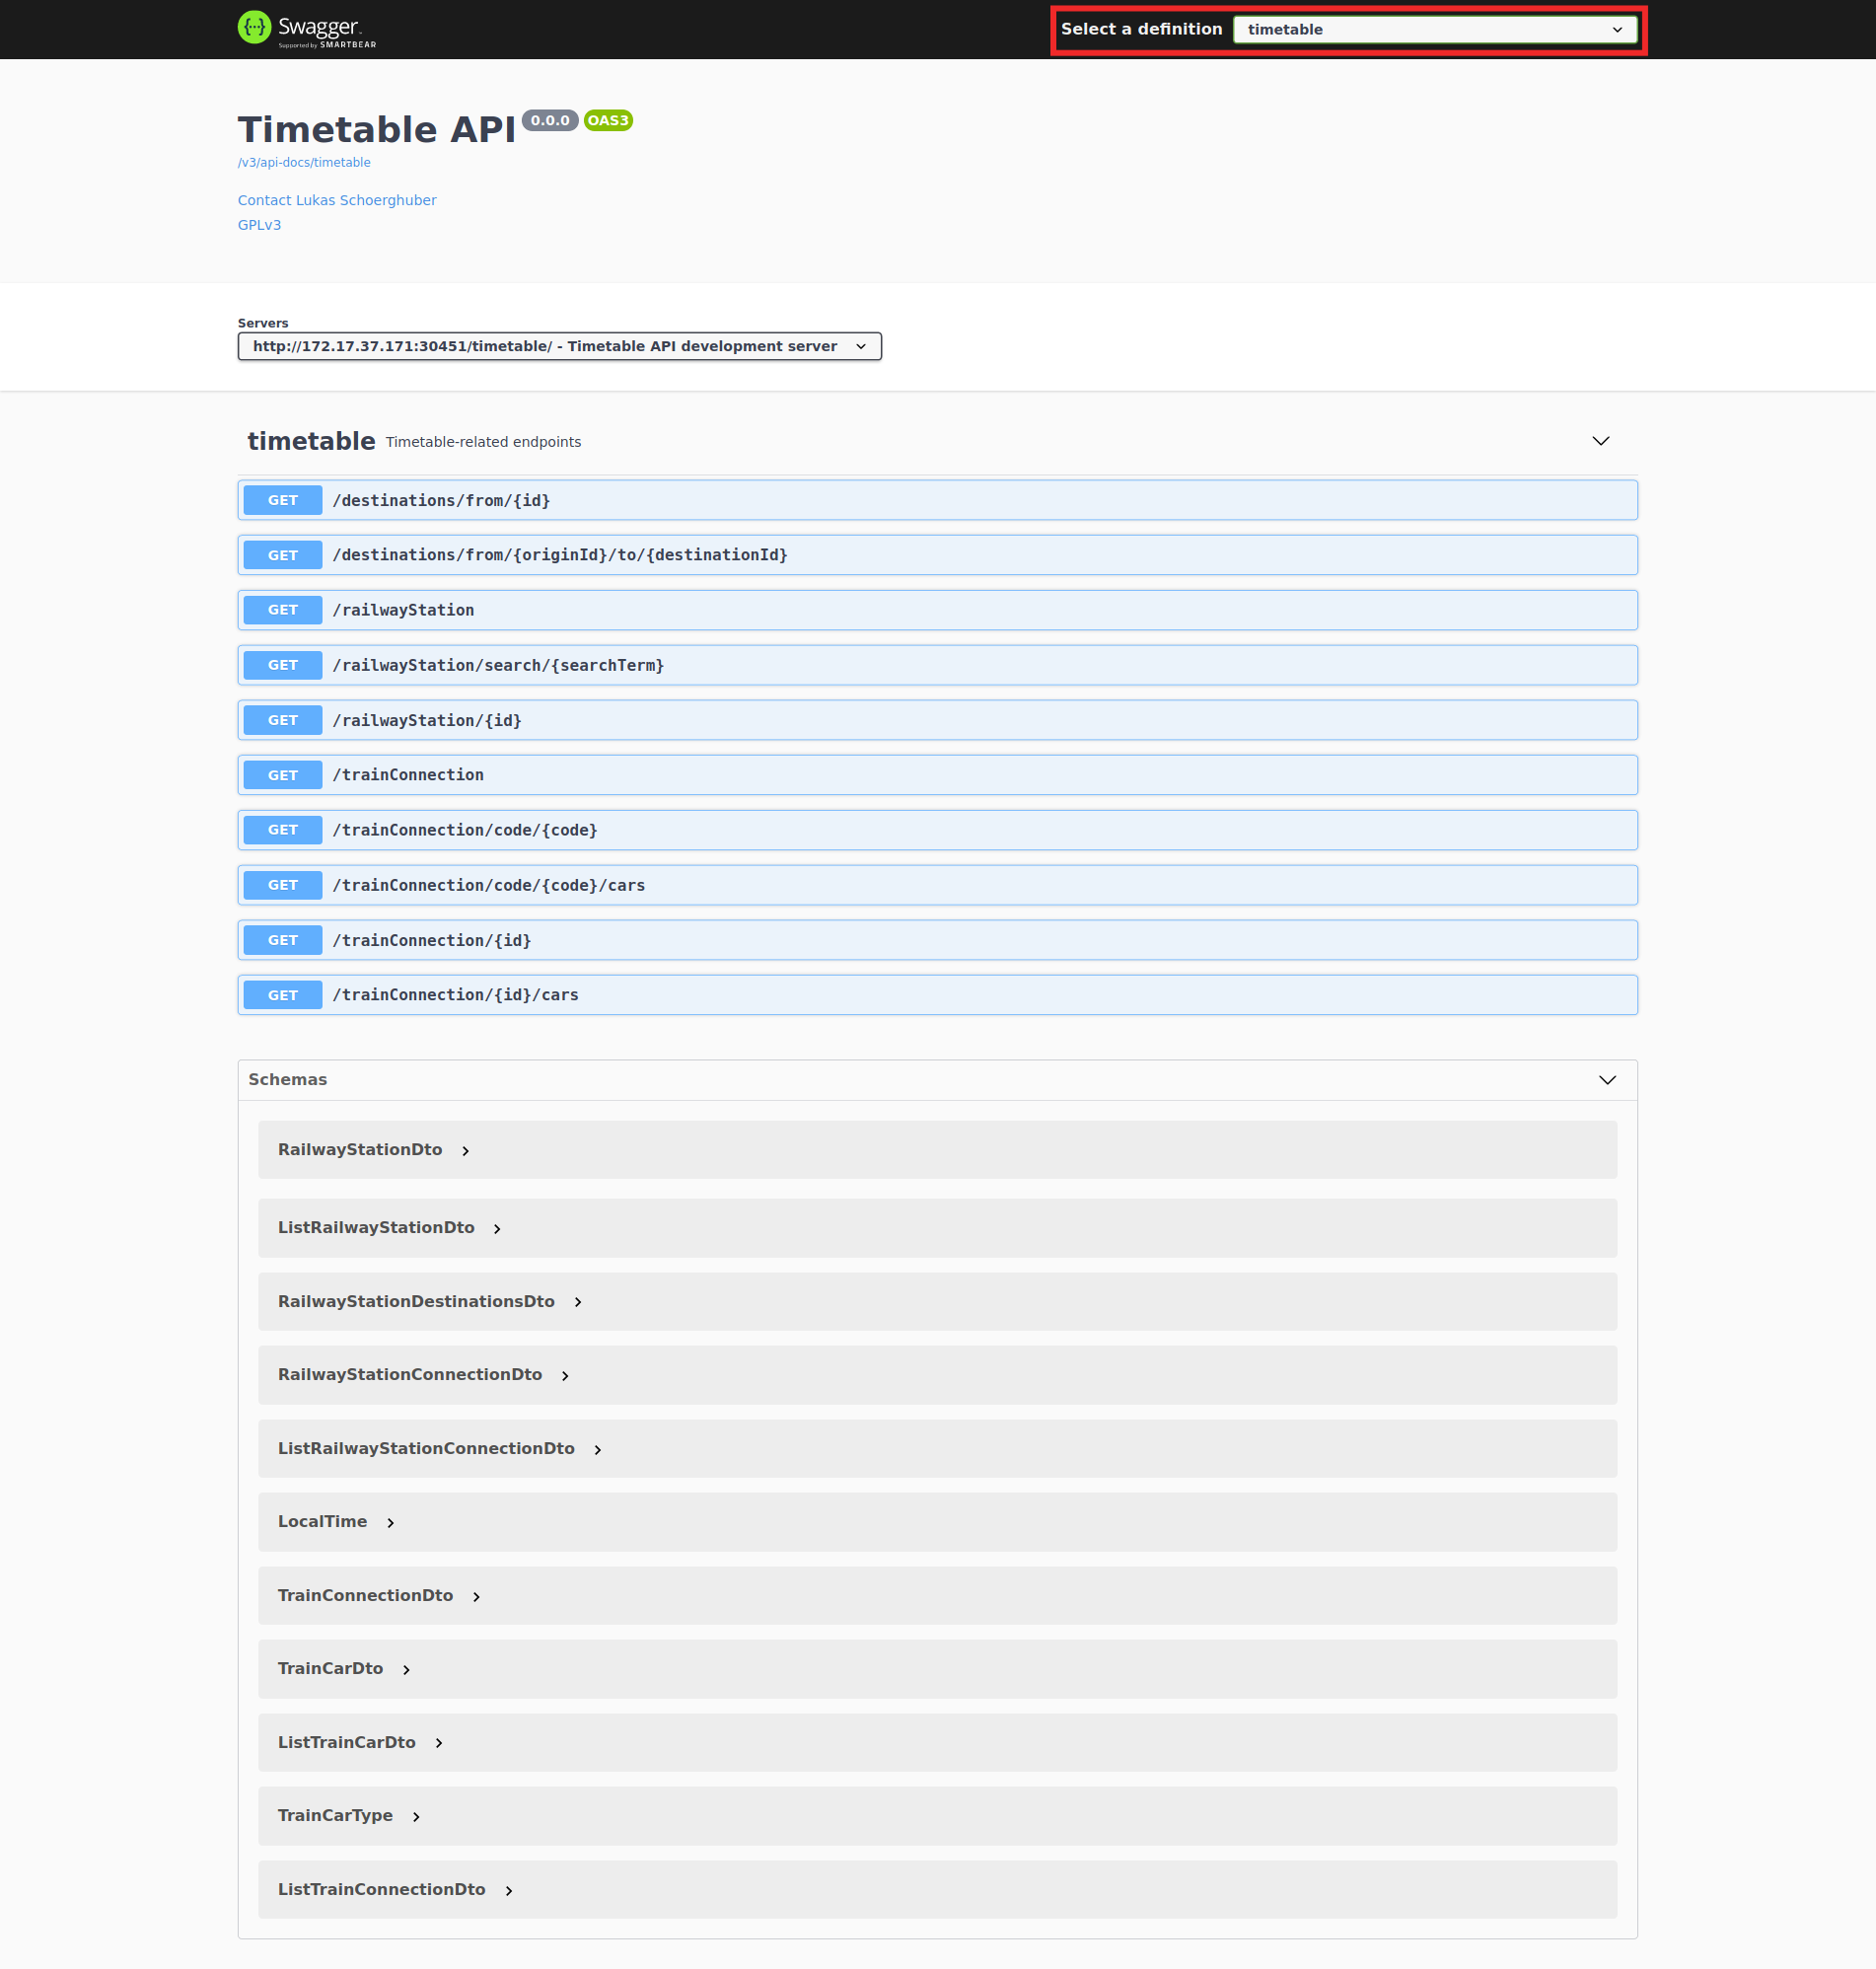 Swagger
Supported by SMARTBEAR
Select a definition timetable
Timetable API 0.0.0 OAS3
/v3/api-docs/timetable
Contact Lukas Schoerghuber
GPLv3
Servers
http://172.17.37.171:30451/timetable/ - Timetable API development server
timetable Timetable-related endpoints
GET /destinations/from/{id}
GET /destinations/from/{originId}/to/{destinationId}
GET /railwayStation
GET /railwayStation/search/{searchTerm}
GET /railwayStation/{id}
GET /trainConnection
GET /trainConnection/code/{code}
GET /trainConnection/code/{code}/cars
GET /trainConnection/{id}
GET /trainConnection/{id}/cars
Schemas
RailwayStationDto
ListRailwayStationDto
RailwayStationDestinationsDto
RailwayStationConnectionDto
ListRailwayStationConnectionDto
LocalTime
TrainConnectionDto
TrainCarDto
ListTrainCarDto
TrainCarType
ListTrainConnectionDto